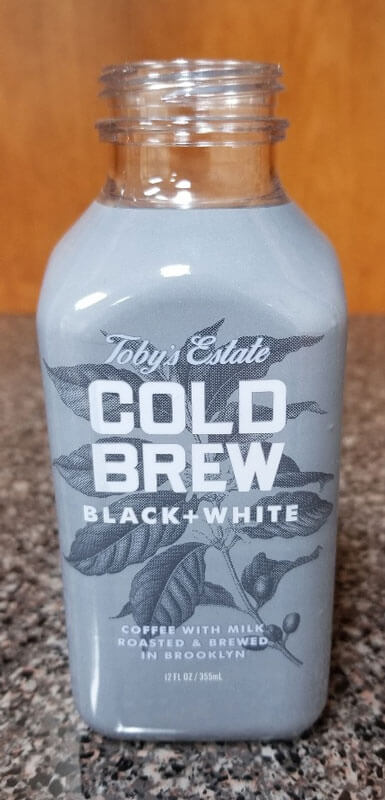 Toby's Estate
COLD
BREW
BLACK+WHITE
COFFEE WITH MILK
ROASTED & BREWED
IN BROOKLYN
12 FL OZ / 355mL